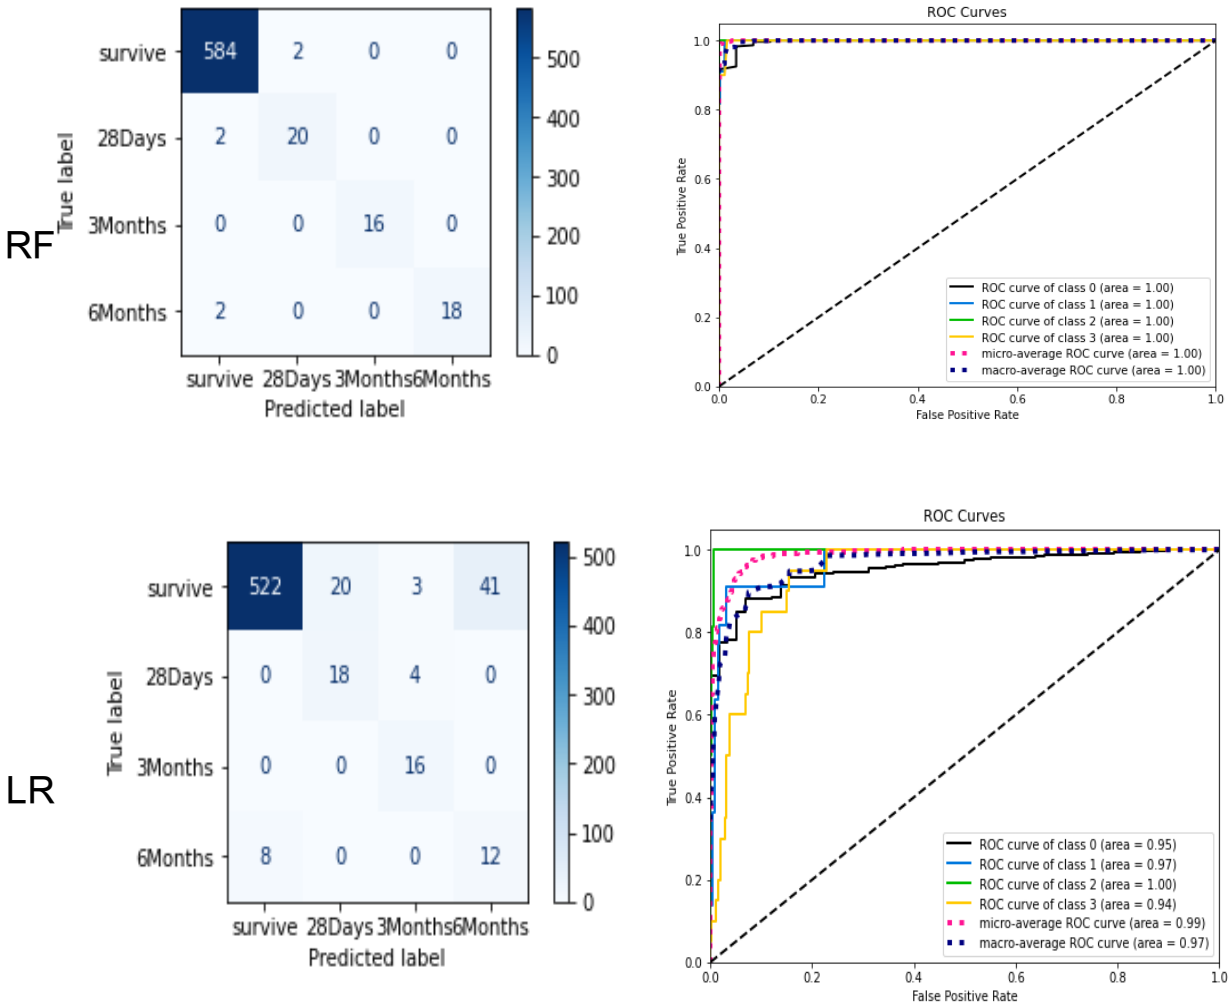 RF
survive
28Days
3Months
6Months
True label
584 2 0 0
2 20 0 0
0 0 16 0
2 0 0 18
survive 28Days 3Months 6Months
Predicted label
500
400
300
200
100
0
ROC Curves
1.0
0.8
0.6
0.4
0.2
0.0
True Positive Rate
ROC curve of class 0 (area = 1.00)
ROC curve of class 1 (area = 1.00)
ROC curve of class 2 (area = 1.00)
ROC curve of class 3 (area = 1.00)
micro-average ROC curve (area = 1.00)
macro-average ROC curve (area = 1.00)
0.0 0.2 0.4 0.6 0.8 1.0
False Positive Rate
LR
survive
28Days
3Months
6Months
True label
522 20 3 41
0 18 4 0
0 0 16 0
8 0 0 12
survive 28Days 3Months 6Months
Predicted label
500
400
300
200
100
0
ROC Curves
1.0
0.8
0.6
0.4
0.2
0.0
True Positive Rate
ROC curve of class 0 (area = 0.95)
ROC curve of class 1 (area = 0.97)
ROC curve of class 2 (area = 1.00)
ROC curve of class 3 (area = 0.94)
micro-average ROC curve (area = 0.99)
macro-average ROC curve (area = 0.97)
0.0 0.2 0.4 0.6 0.8 1.0
False Positive Rate